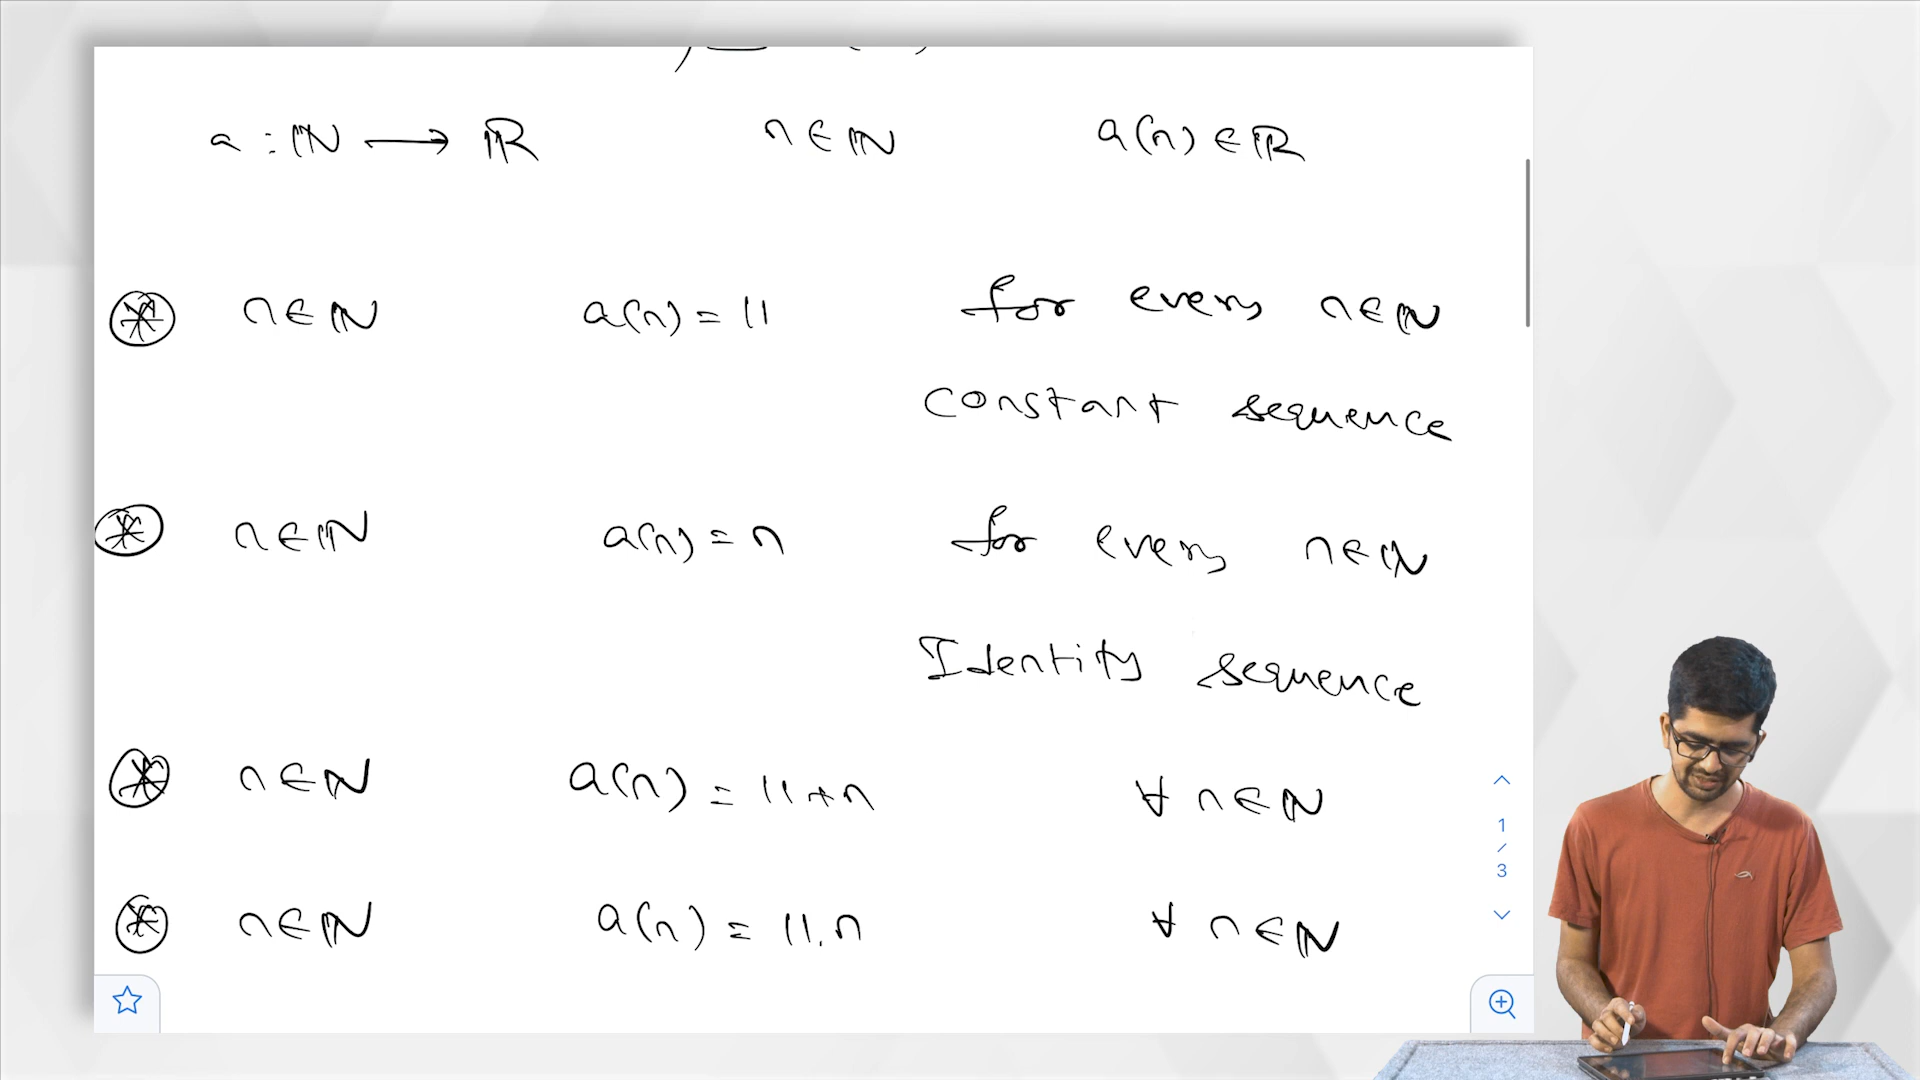 a : ℕ ⟶ ℝ n ∈ ℕ a(n) ∈ ℝ
n ∈ ℕ a(n) = 11 for every n ∈ ℕ
constant sequence
n ∈ ℕ a(n) = n for every n ∈ ℕ
Identity sequence
n ∈ ℕ a(n) = 11 + n ∀ n ∈ ℕ
n ∈ ℕ a(n) = 11.n ∀ n ∈ ℕ
1
/
3